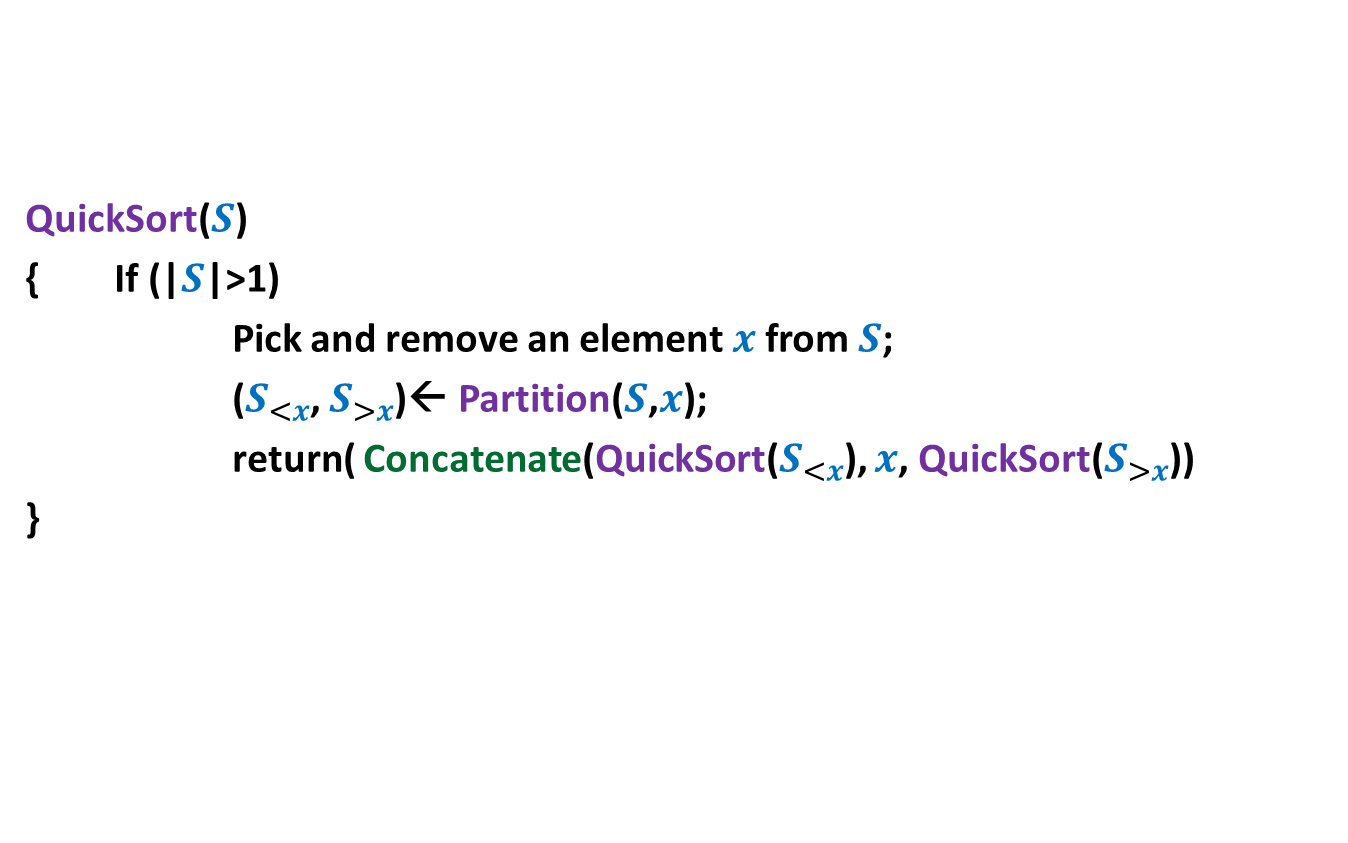 QuickSort(S)
{ If (|S|>1)
Pick and remove an element x from S;
(S<x, S>x)← Partition(S,x);
return( Concatenate(QuickSort(S<x), x, QuickSort(S>x))
}